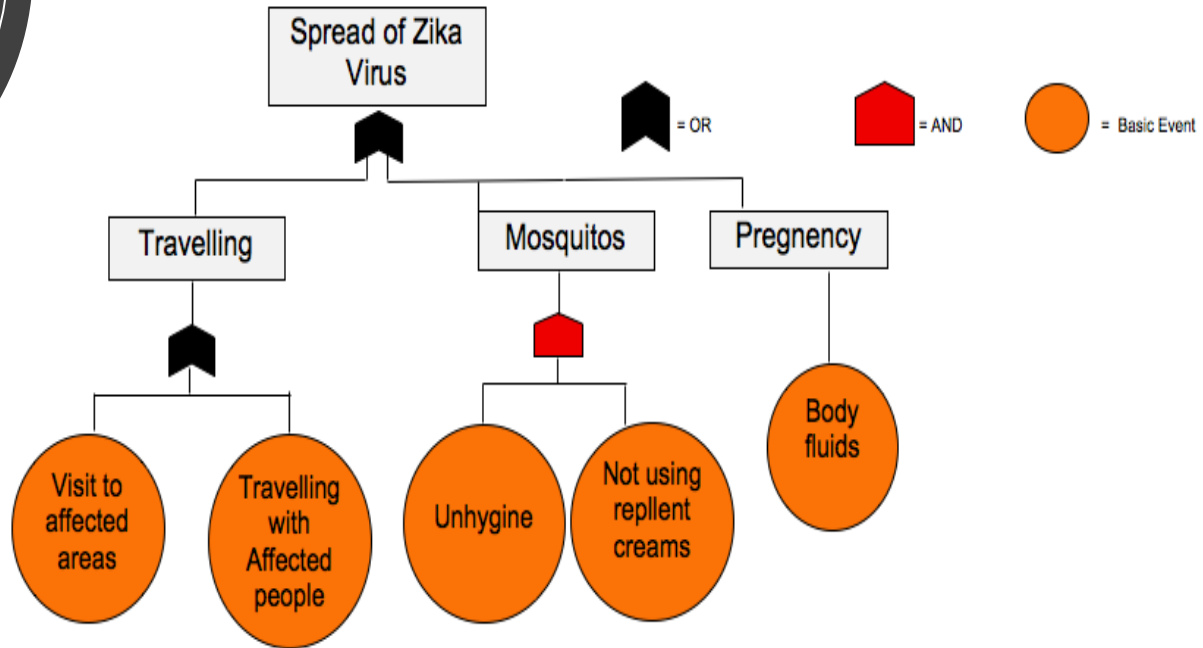 Spread of Zika
Virus
= OR
= AND
= Basic Event
Travelling
Mosquitos
Pregnency
Visit to
affected
areas
Travelling
with
Affected
people
Unhygine
Not using
repllent
creams
Body
fluids